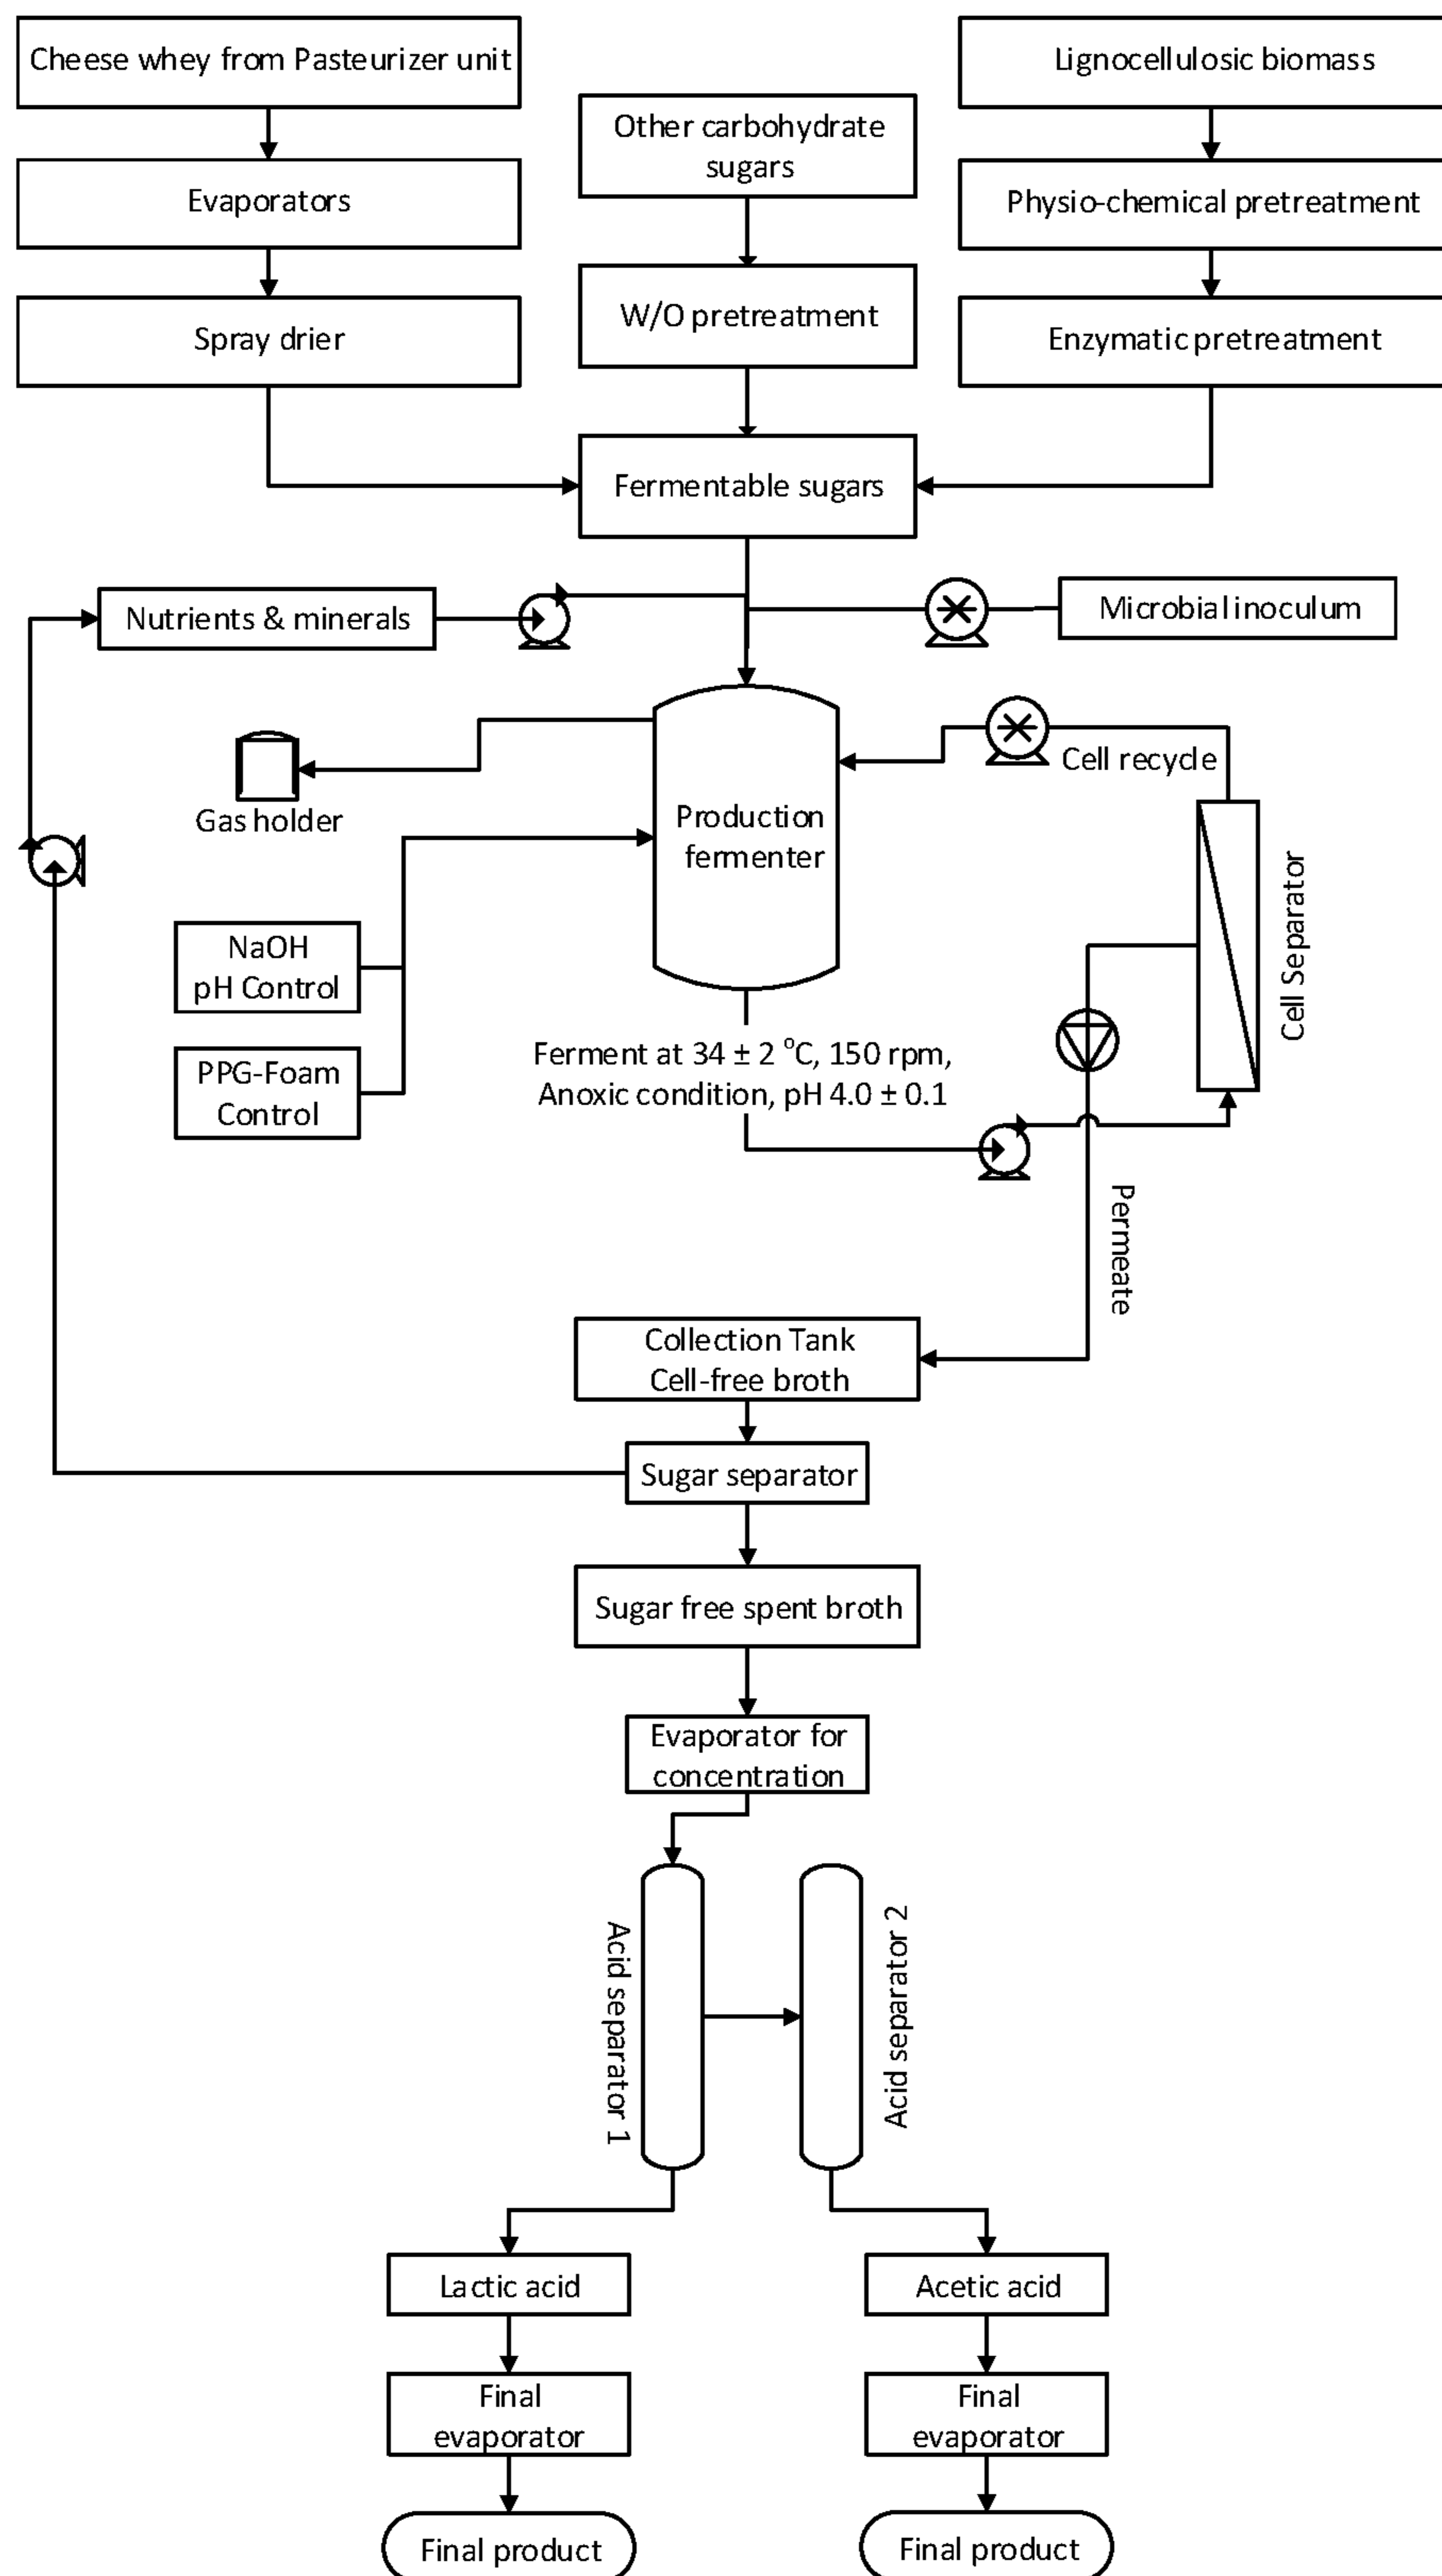 Cheese whey from Pasteurizer unit
Lignocellulosic biomass
Other carbohydrate
sugars
Evaporators
Physio-chemical pretreatment
W/O pretreatment
Spray drier
Enzymatic pretreatment
Fermentable sugars
Nutrients & minerals
Microbial inoculum
Cell recycle
Gas holder
Production
fermenter
Cell Separator
NaOH
pH Control
PPG-Foam
Control
Ferment at 34 ± 2 °C, 150 rpm,
Anoxic condition, pH 4.0 ± 0.1
Permeate
Collection Tank
Cell-free broth
Sugar separator
Sugar free spent broth
Evaporator for
concentration
Acid separator 1
Acid separator 2
Lactic acid
Acetic acid
Final
evaporator
Final
evaporator
Final product
Final product